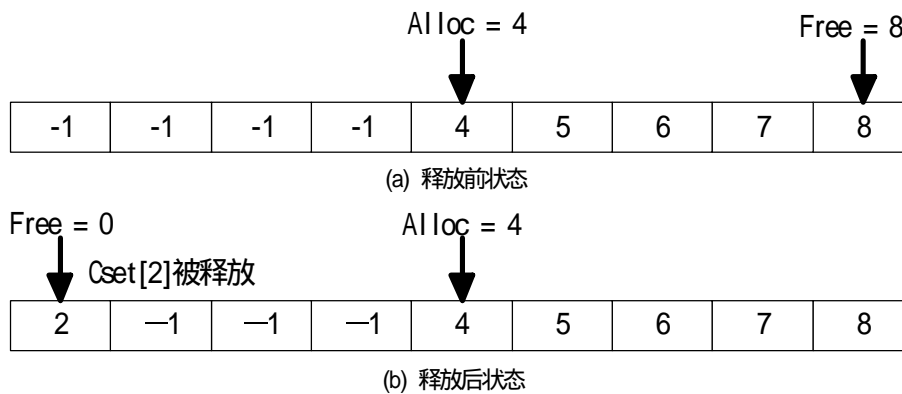 Alloc = 4 Free = 8
-1 -1 -1 -1 4 5 6 7 8
(a) 释放前状态
Free = 0 Alloc = 4
Cset[2]被释放
2 —1 —1 —1 4 5 6 7 8
(b) 释放后状态